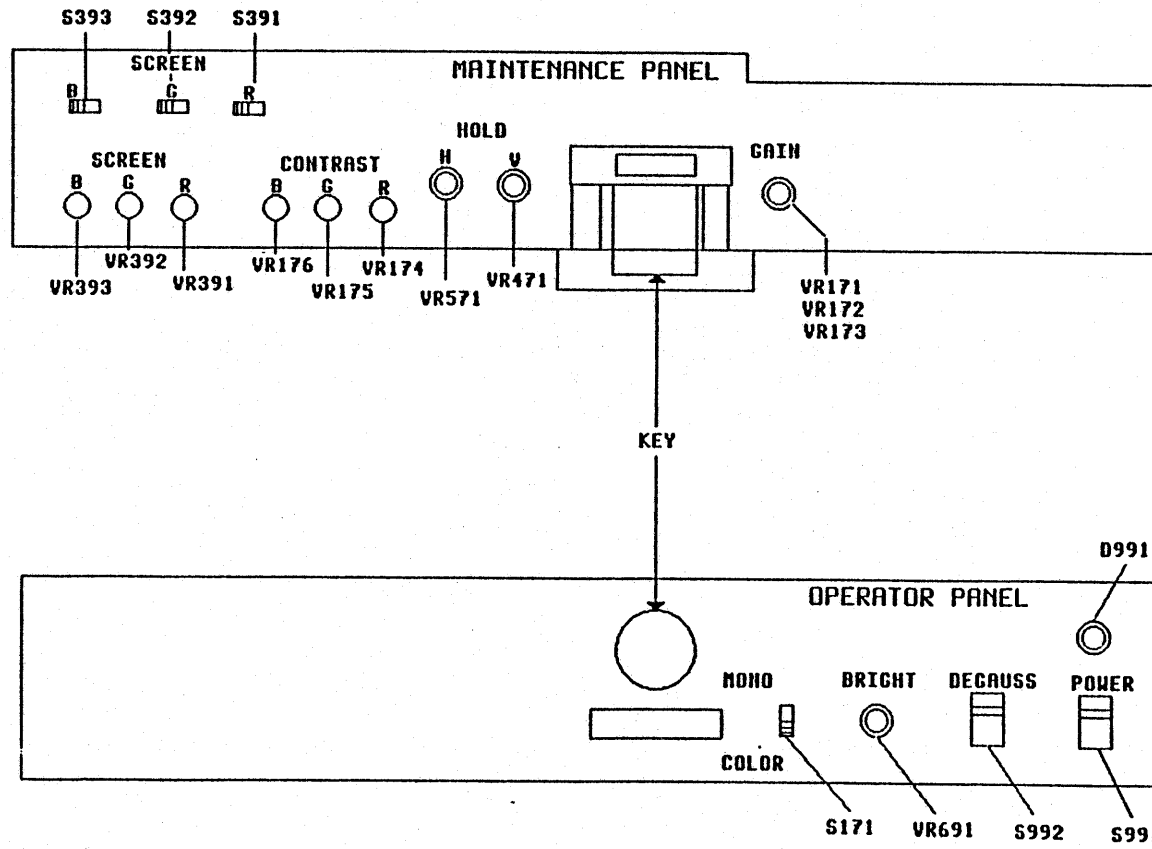 S393 S392 S391
SCREEN
MAINTENANCE PANEL
B G R
HOLD
SCREEN CONTRAST H V GAIN
B G R B G R
VR392 VR176 VR174 VR471
VR393 VR391 VR175 VR571 VR171
VR172
VR173
KEY
D991
OPERATOR PANEL
MONO BRIGHT DEGAUSS POWER
COLOR
S171 VR691 S992 S99